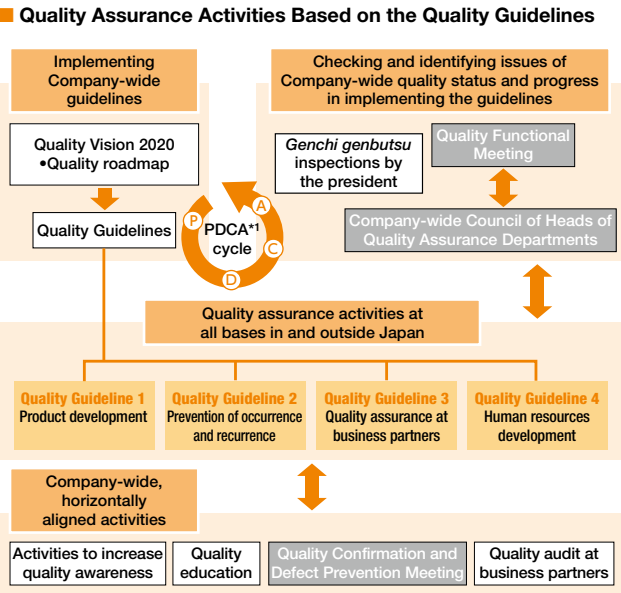 Quality Assurance Activities Based on the Quality Guidelines
Implementing
Company-wide
guidelines
Checking and identifying issues of
Company-wide quality status and progress
in implementing the guidelines
Quality Vision 2020
•Quality roadmap
Genchi genbutsu
inspections by
the president
Quality Functional
Meeting
Quality Guidelines
P
A
C
D
PDCA*1
cycle
Company-wide Council of Heads of
Quality Assurance Departments
Quality assurance activities at
all bases in and outside Japan
Quality Guideline 1
Product development
Quality Guideline 2
Prevention of occurrence
and recurrence
Quality Guideline 3
Quality assurance at
business partners
Quality Guideline 4
Human resources
development
Company-wide,
horizontally
aligned activities
Activities to increase
quality awareness
Quality
education
Quality Confirmation and
Defect Prevention Meeting
Quality audit at
business partners